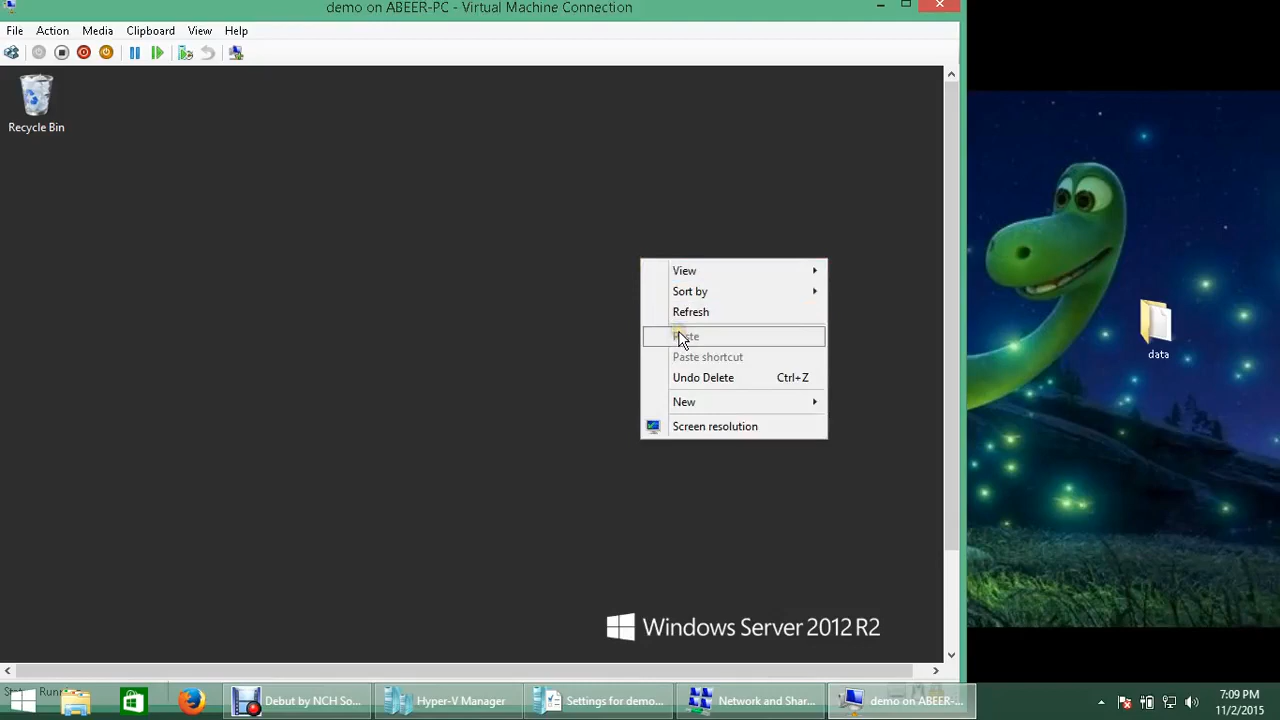 demo on ABEER-PC - Virtual Machine Connection
File Action Media Clipboard View Help
Recycle Bin
View
Sort by
Refresh
Paste
Paste shortcut
Undo Delete Ctrl+Z
New
Screen resolution
data
Windows Server 2012 R2
Debut by NCH So...
Hyper-V Manager
Settings for demo...
Network and Shar...
demo on ABEER-...
7:09 PM
11/2/2015